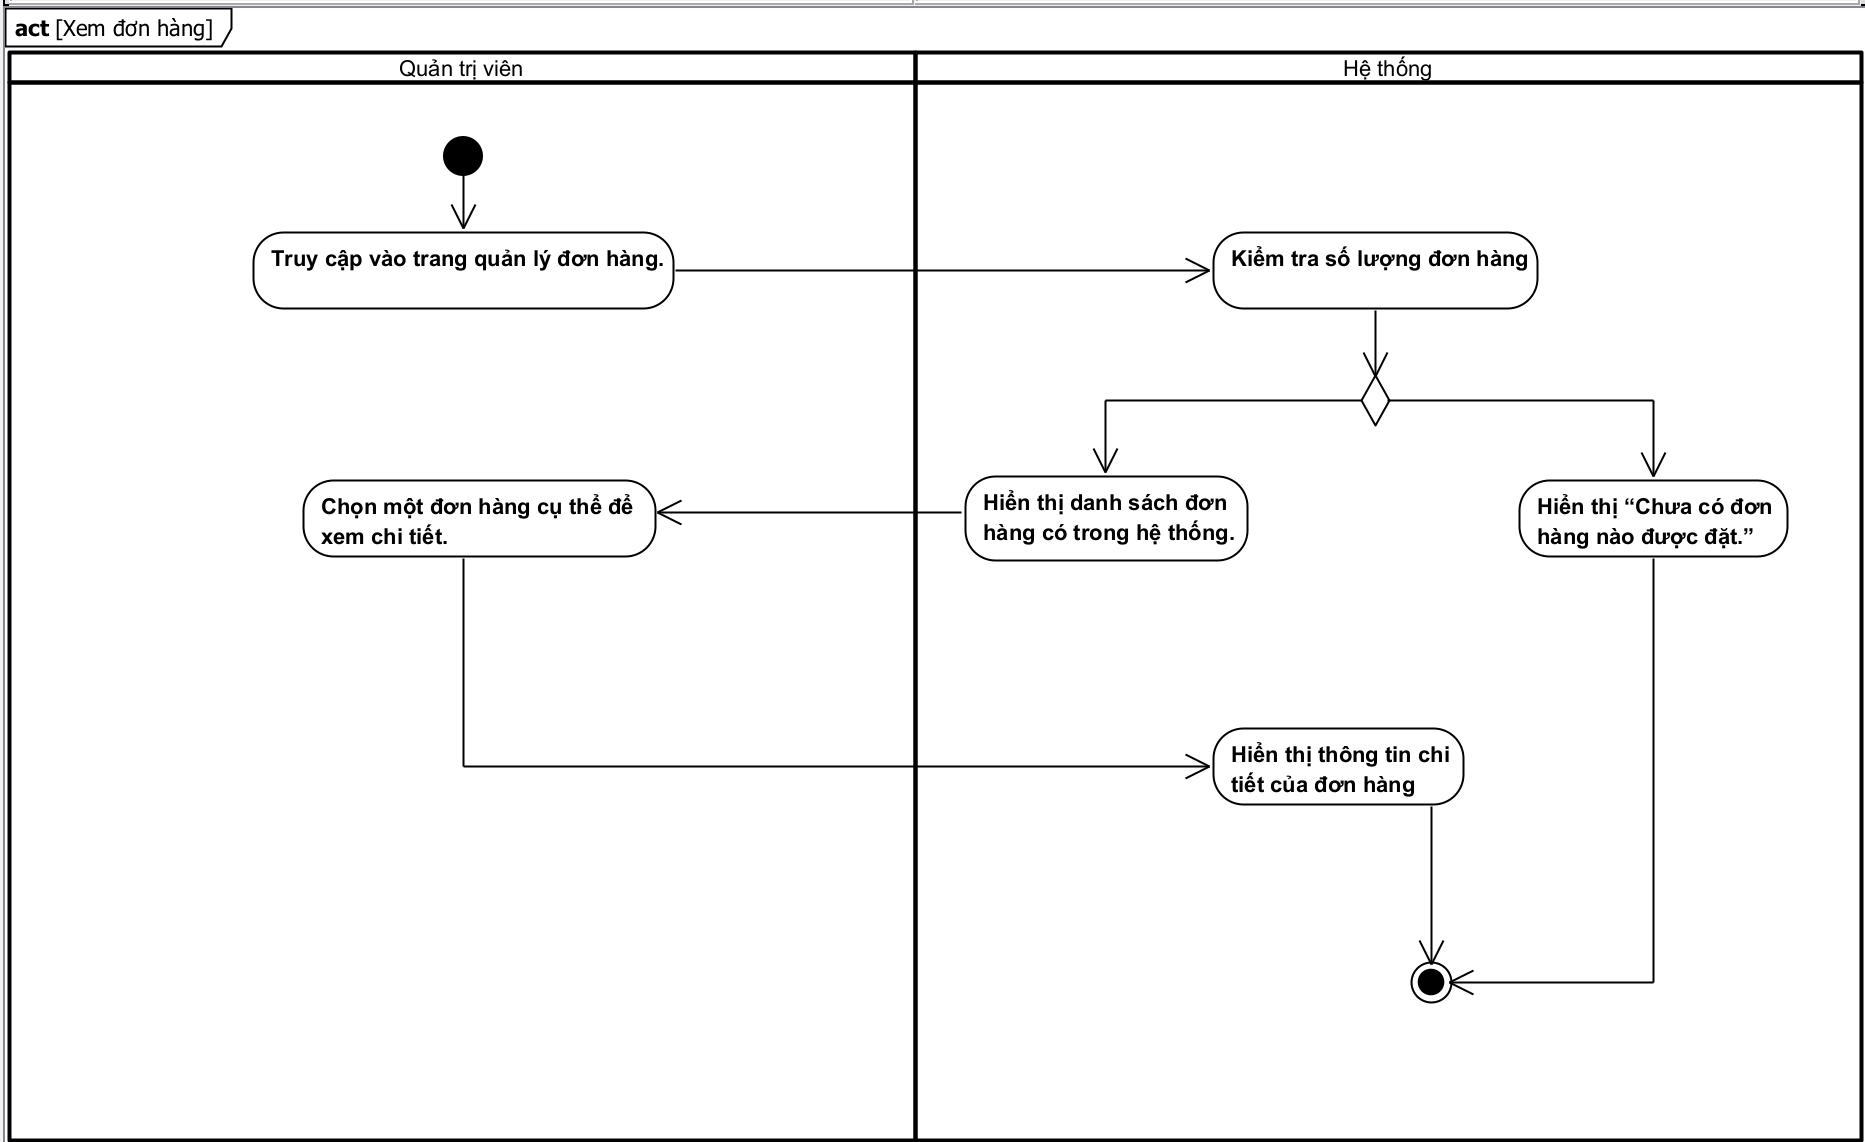 act [Xem đơn hàng]
Quản trị viên
Hệ thống
Truy cập vào trang quản lý đơn hàng.
Kiểm tra số lượng đơn hàng
Chọn một đơn hàng cụ thể để
xem chi tiết.
Hiển thị danh sách đơn
hàng có trong hệ thống.
Hiển thị “Chưa có đơn
hàng nào được đặt.”
Hiển thị thông tin chi
tiết của đơn hàng